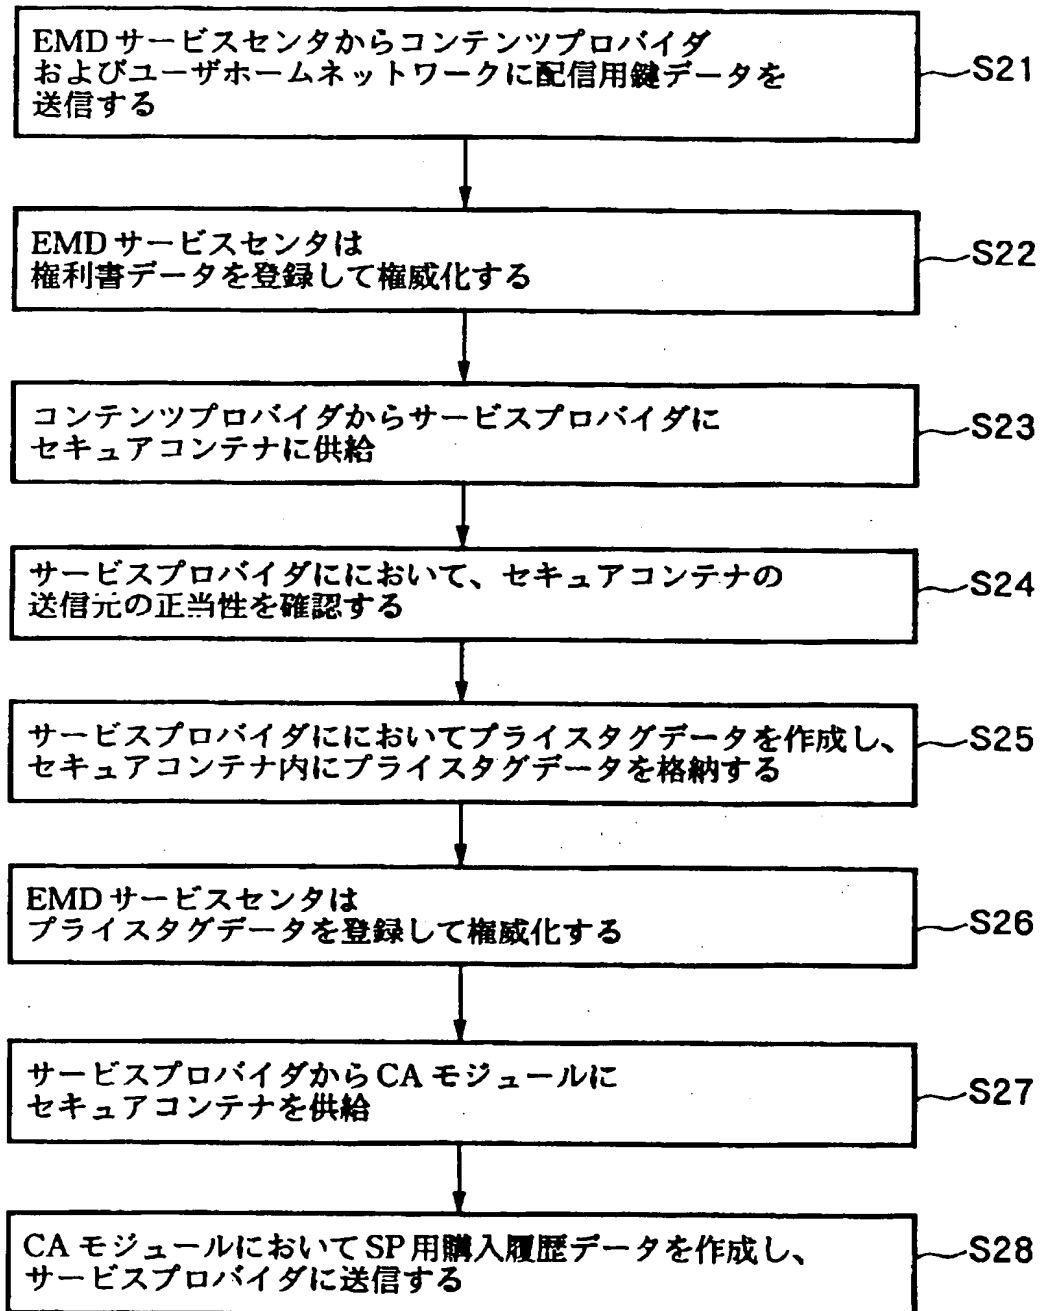 EMDサービスセンタからコンテンツプロバイダ
およびユーザホームネットワークに配信用鍵データを
送信する
S21
EMDサービスセンタは
権利書データを登録して権威化する
S22
コンテンツプロバイダからサービスプロバイダに
セキュアコンテナに供給
S23
サービスプロバイダににおいて、セキュアコンテナの
送信元の正当性を確認する
S24
サービスプロバイダににおいてプライスタグデータを作成し、
セキュアコンテナ内にプライスタグデータを格納する
S25
EMDサービスセンタは
プライスタグデータを登録して権威化する
S26
サービスプロバイダからCAモジュールに
セキュアコンテナを供給
S27
CAモジュールにおいてSP用購入履歴データを作成し、
サービスプロバイダに送信する
S28